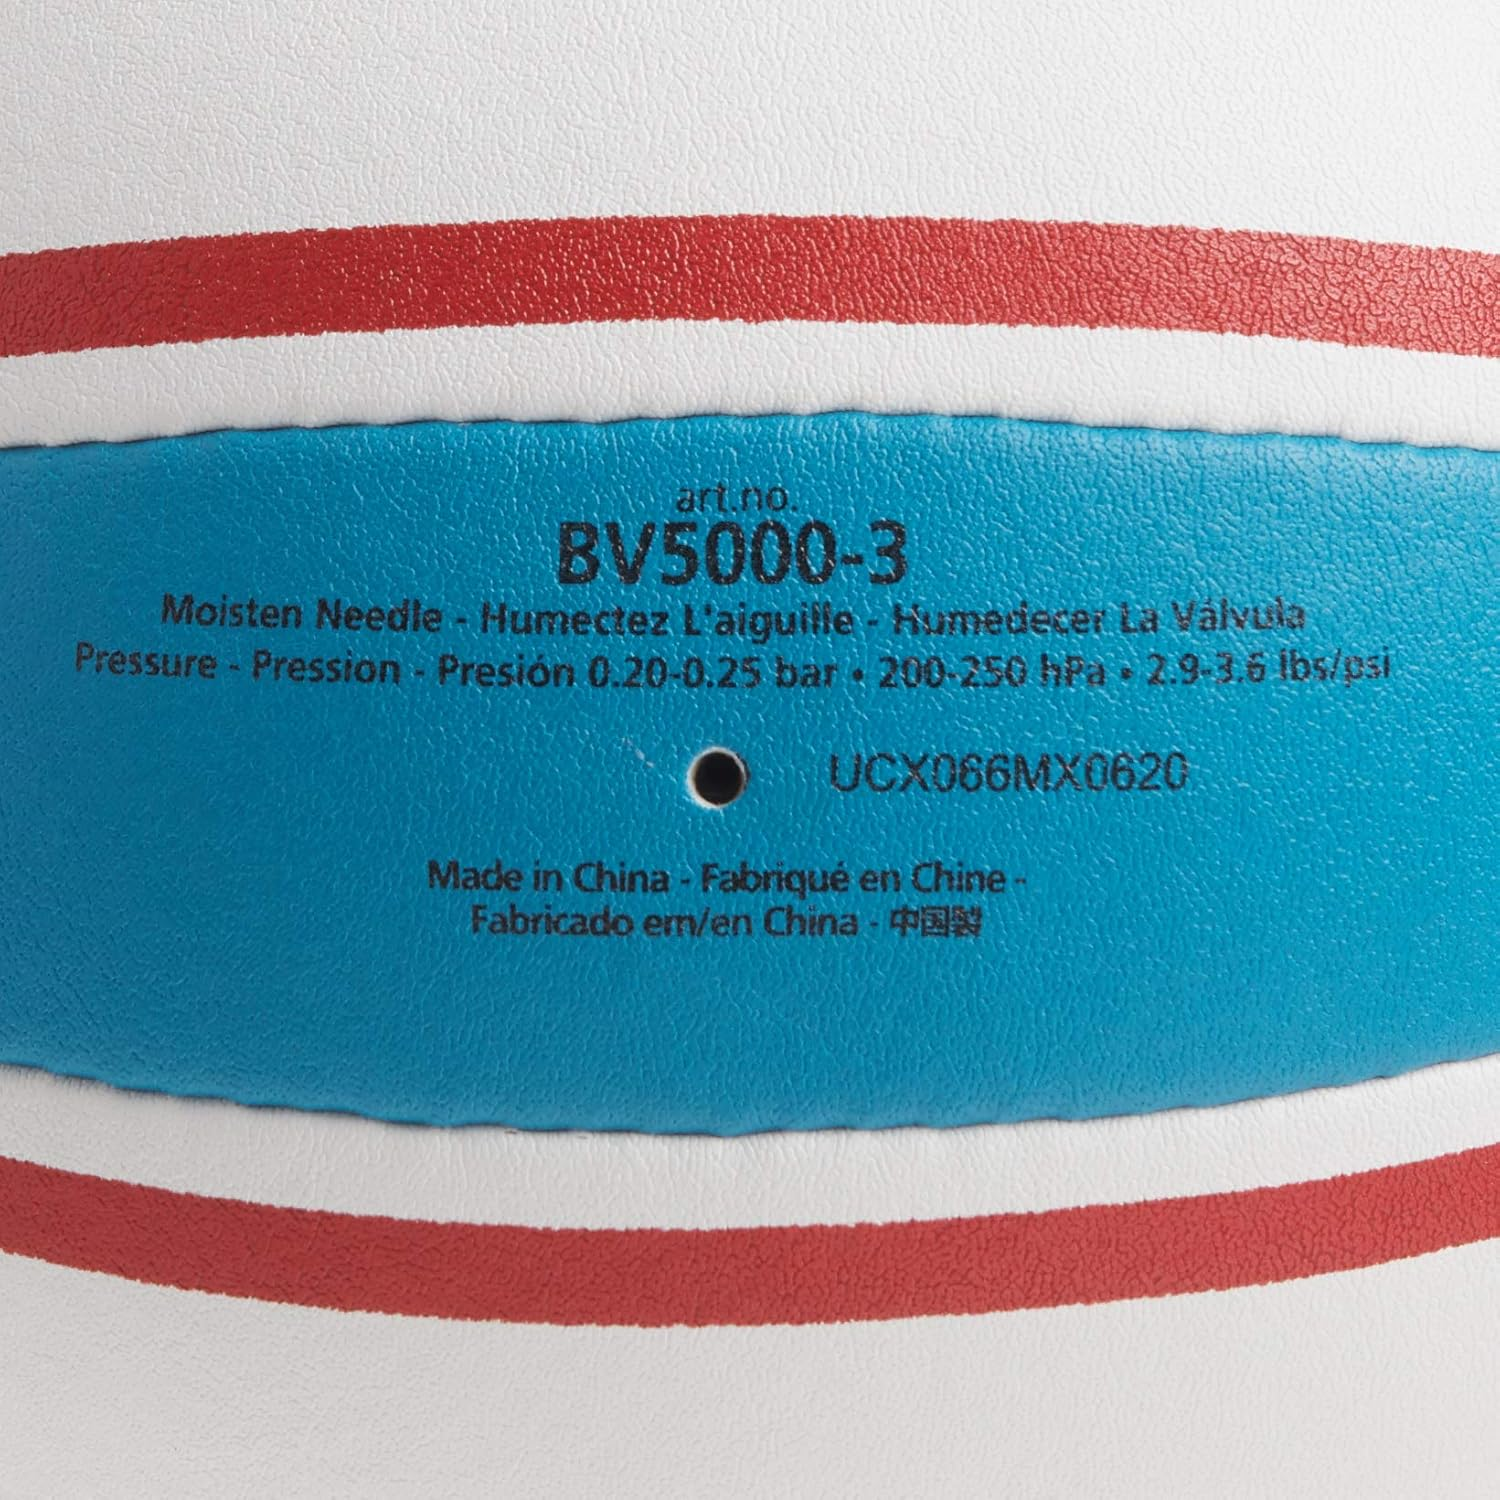 art.no.
BV5000-3
Moisten Needle - Humectez L'aiguille - Humedecer La Válvula
Pressure - Pression - Presión 0.20-0.25 bar • 200-250 hPa • 2.9-3.6 lbs/psi
UCX066MX0620
Made in China - Fabriqué en Chine -
Fabricado em/en China - 中国製